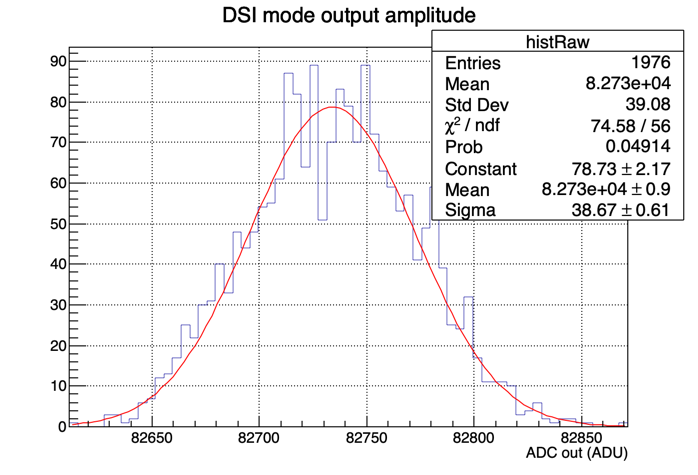 DSI mode output amplitude
histRaw
Entries 1976
Mean 8.273e+04
Std Dev 39.08
χ² / ndf 74.58 / 56
Prob 0.04914
Constant 78.73 ± 2.17
Mean 8.273e+04 ± 0.9
Sigma 38.67 ± 0.61
90
80
70
60
50
40
30
20
10
0
82650 82700 82750 82800 82850
ADC out (ADU)